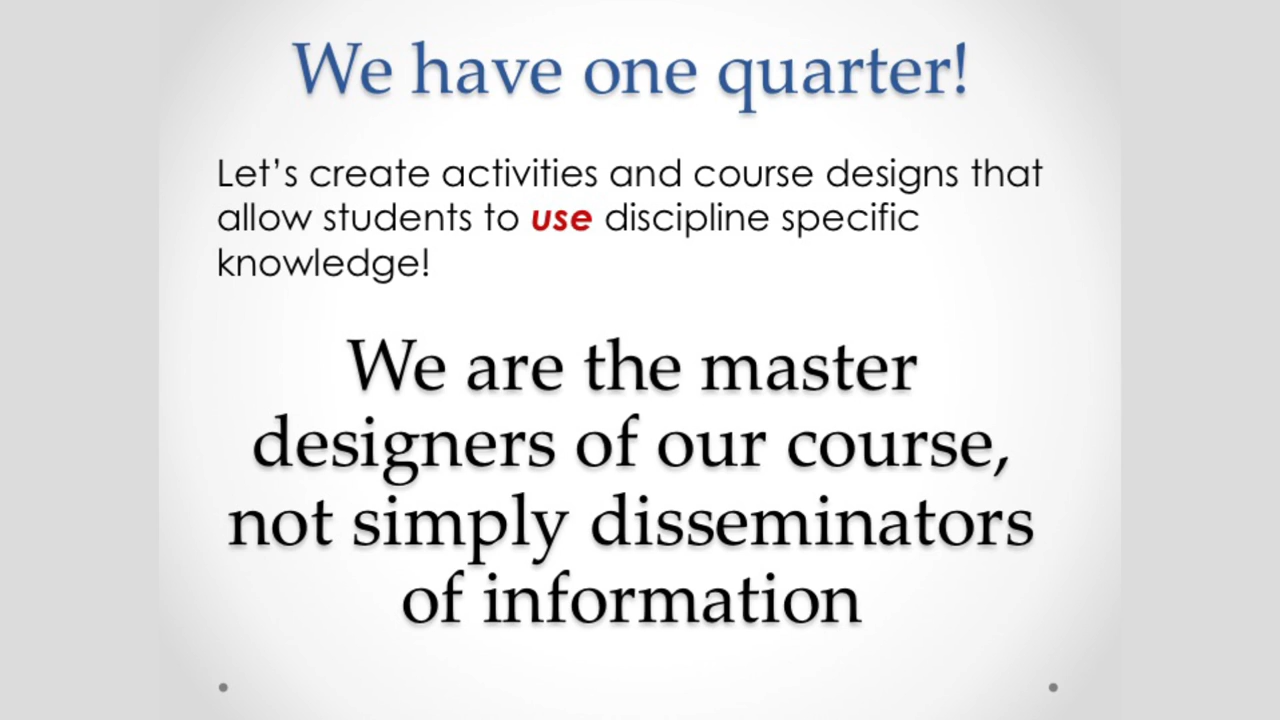 We have one quarter!
Let’s create activities and course designs that
allow students to use discipline specific
knowledge!
We are the master
designers of our course,
not simply disseminators
of information